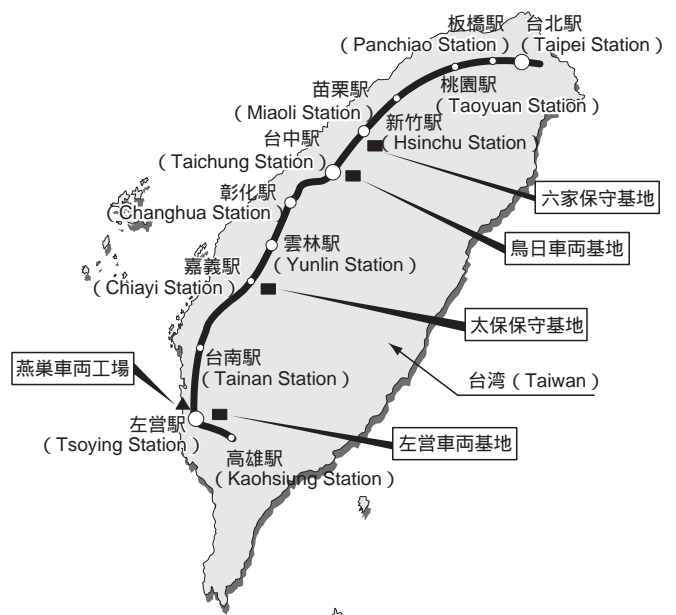 板橋駅
(Panchiao Station)
台北駅
(Taipei Station)
苗栗駅
(Miaoli Station)
桃園駅
(Taoyuan Station)
台中駅
(Taichung Station)
新竹駅
(Hsinchu Station)
彰化駅
(Changhua Station)
六家保守基地
烏日車両基地
雲林駅
(Yunlin Station)
嘉義駅
(Chiayi Station)
太保保守基地
台南駅
(Tainan Station)
燕巣車両工場
台湾(Taiwan)
左営駅
(Tsoying Station)
左営車両基地
高雄駅
(Kaohsiung Station)